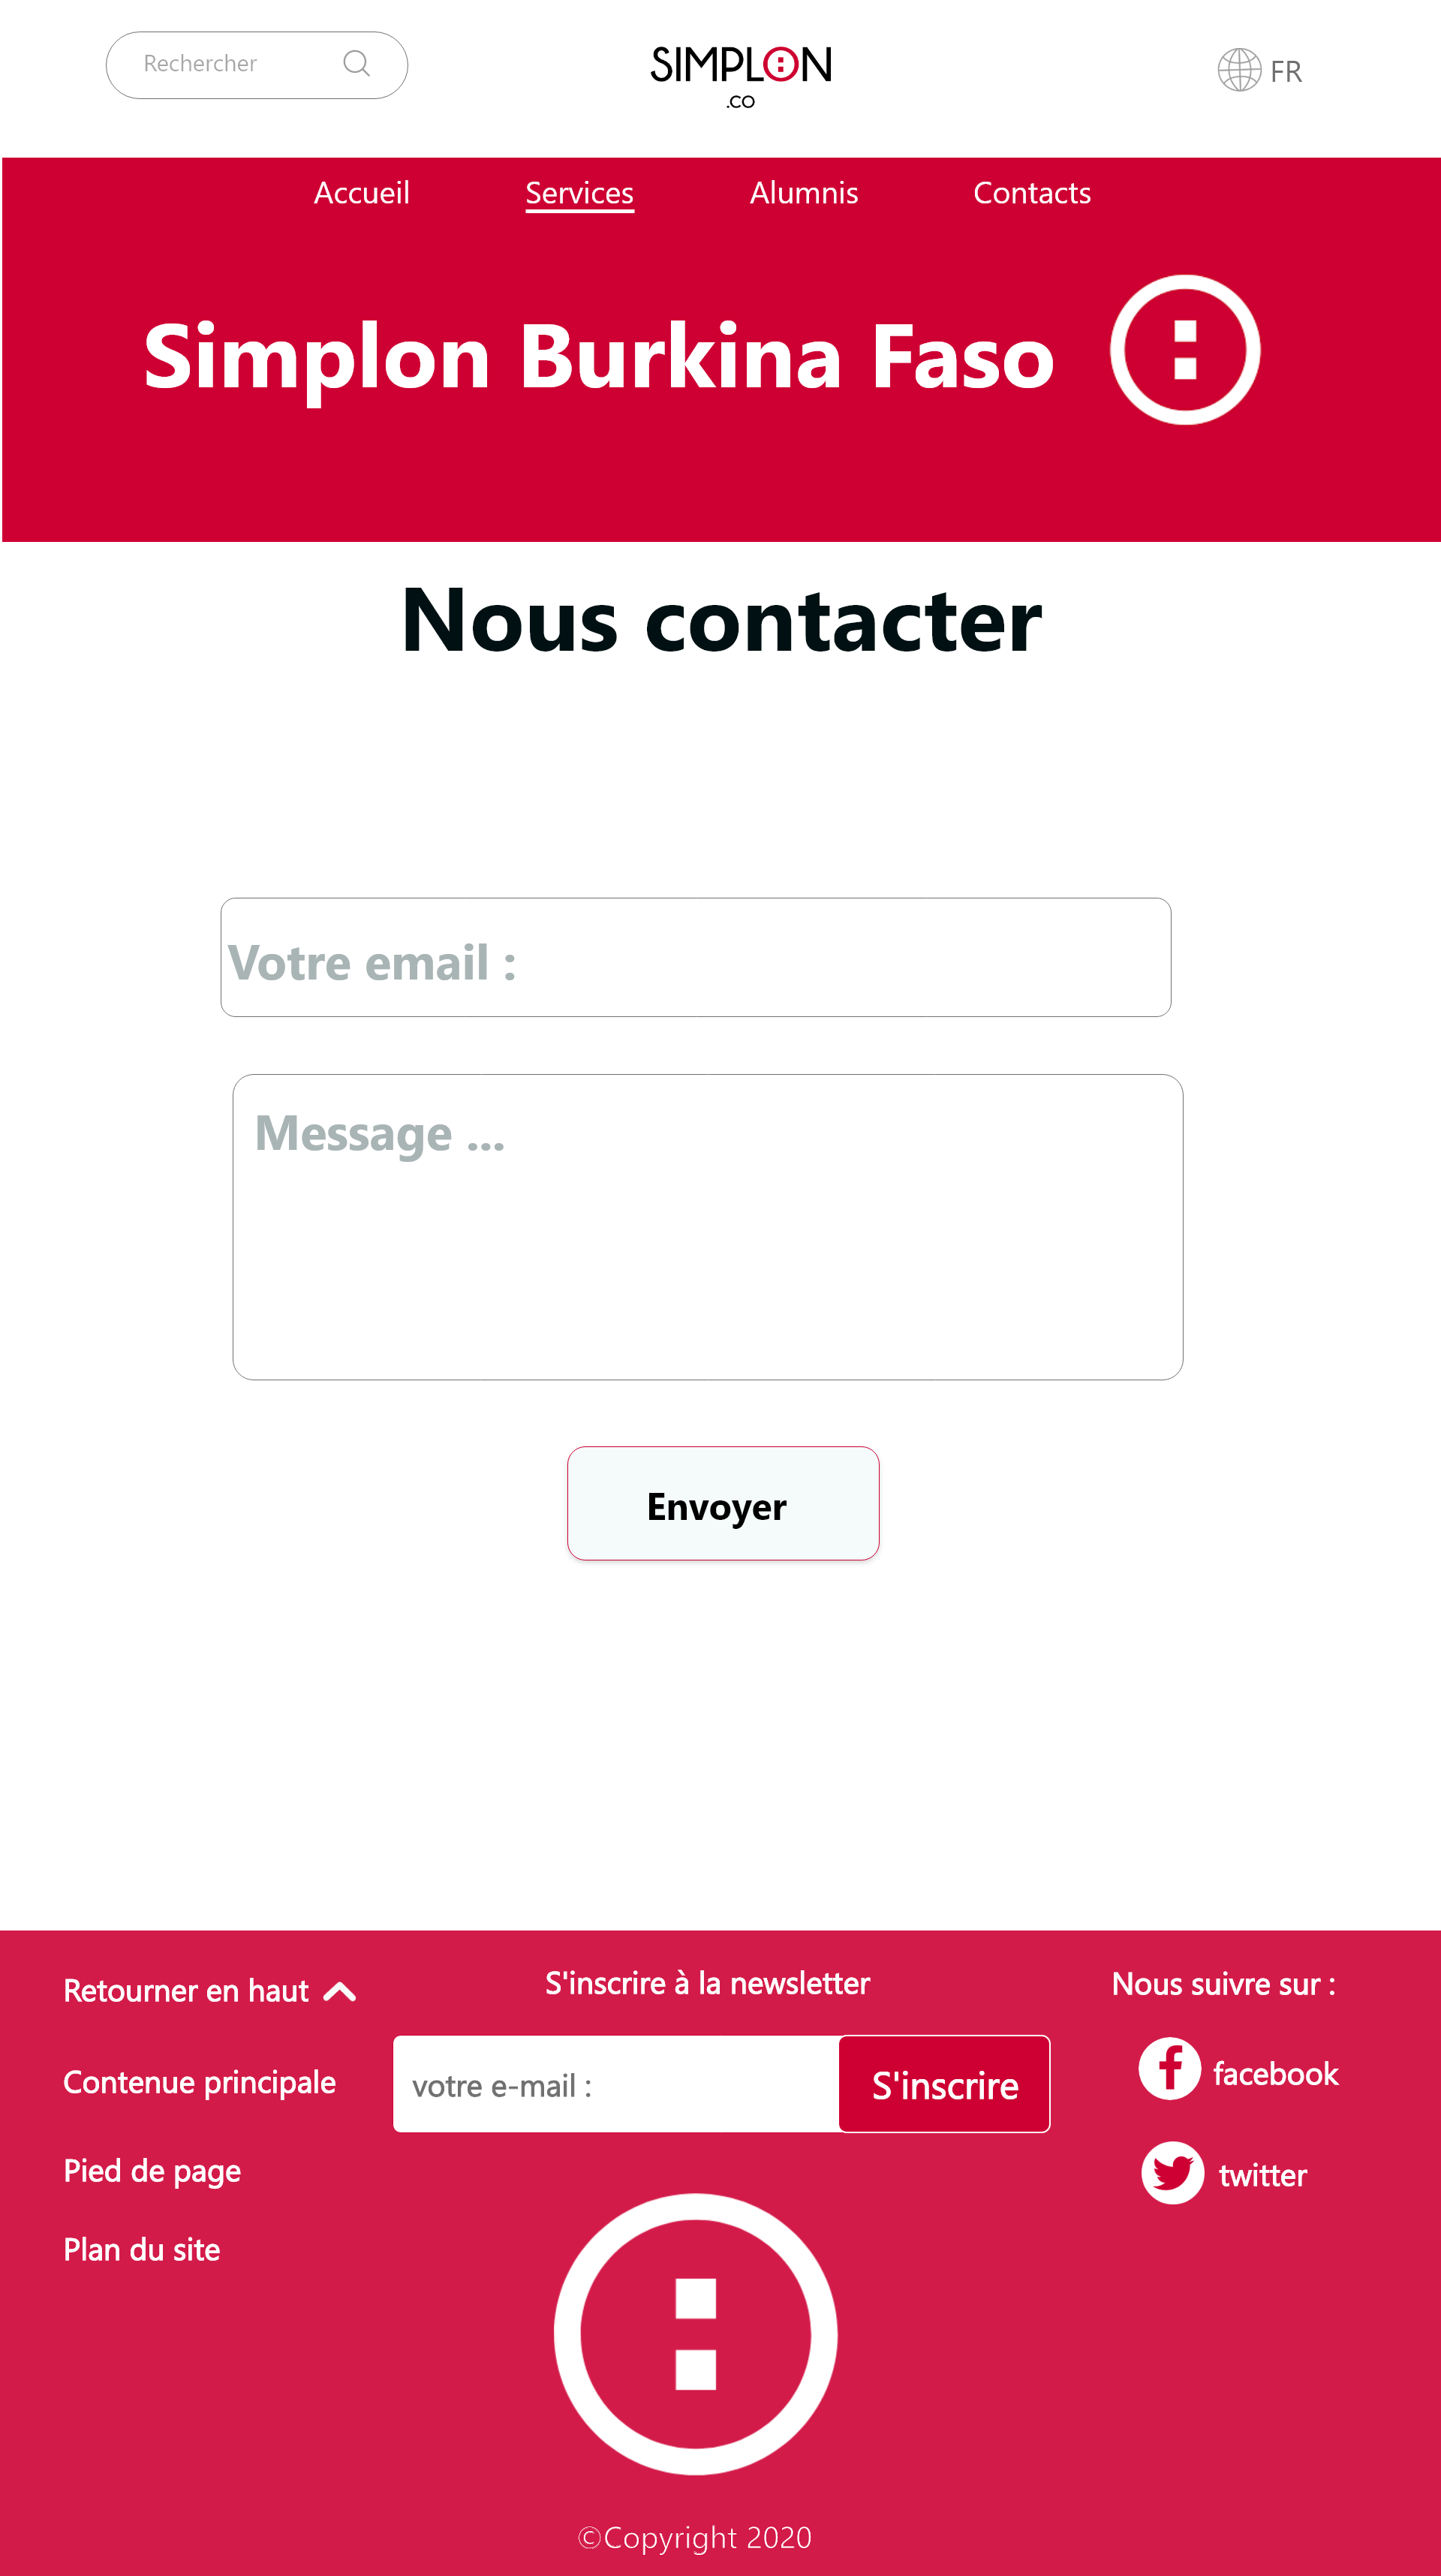 Rechercher
SIMPLON
.CO
FR
Accueil
Services
Alumnis
Contacts
Simplon Burkina Faso
Nous contacter
Votre email :
Message ...
Envoyer
Retourner en haut
Contenue principale
Pied de page
Plan du site
S'inscrire à la newsletter
votre e-mail :
S'inscrire
Nous suivre sur :
facebook
twitter
©Copyright 2020